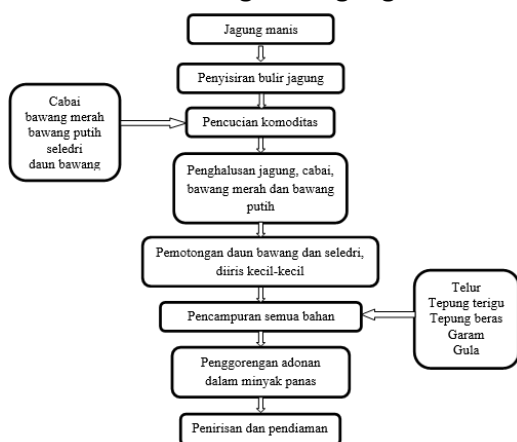 Jagung manis
Penyisiran bulir jagung
Cabai
bawang merah
bawang putih
seledri
daun bawang
Pencucian komoditas
Penghalusan jagung, cabai,
bawang merah dan bawang
putih
Pemotongan daun bawang dan seledri,
diiris kecil-kecil
Telur
Tepung terigu
Tepung beras
Garam
Gula
Pencampuran semua bahan
Penggorengan adonan
dalam minyak panas
Penirisan dan pendiaman